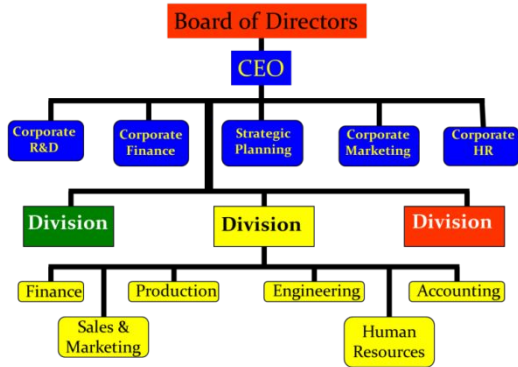 Board of Directors
CEO
Corporate
R&D
Corporate
Finance
Strategic
Planning
Corporate
Marketing
Corporate
HR
Division
Division
Division
Finance
Production
Engineering
Accounting
Sales &
Marketing
Human
Resources